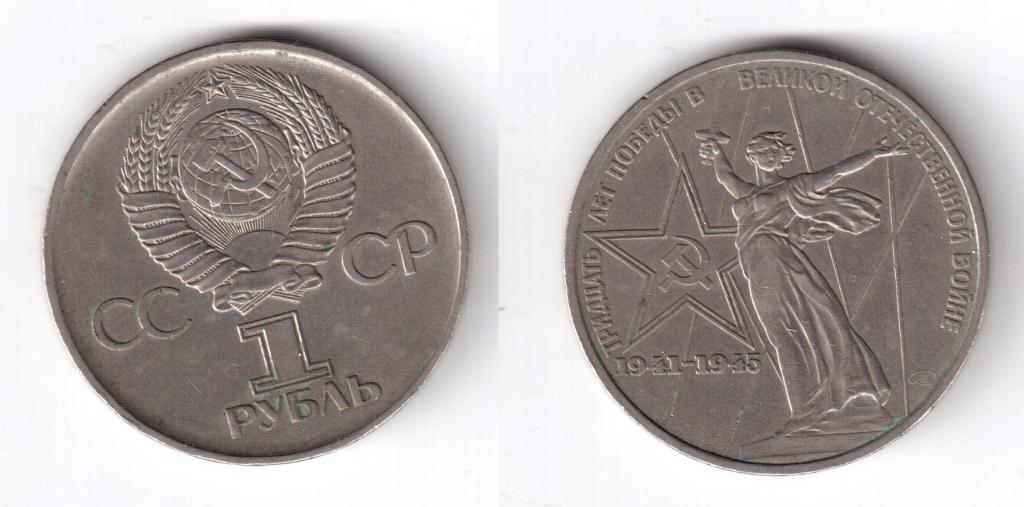 СС СР
1
РУБЛЬ
ТРИДЦАТЬ ЛЕТ ПОБЕДЫ В ВЕЛИКОЙ ОТЕЧЕСТВЕННОЙ ВОЙНЕ
1941-1945